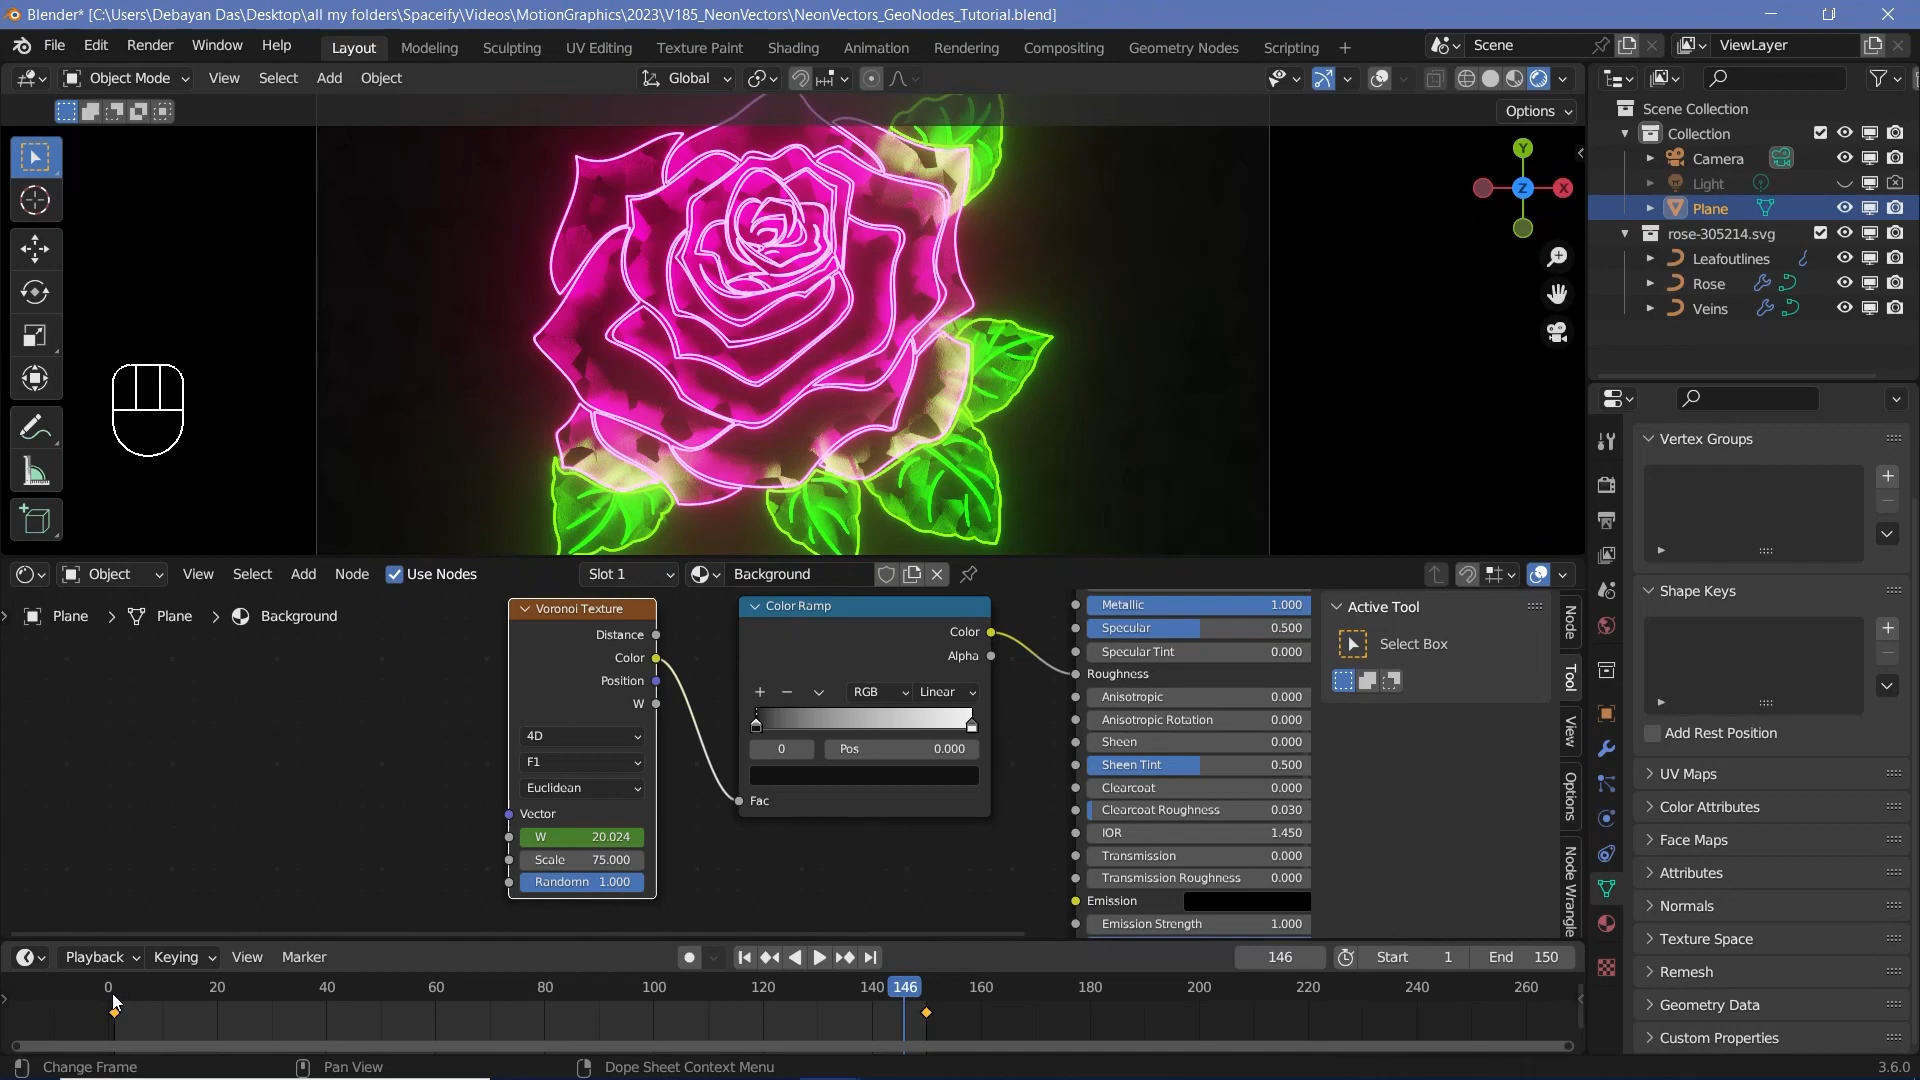 Blender* [C:\Users\Debayan Das\Desktop\all my folders\Spaceify\Videos\MotionGraphics\2023\V185_NeonVectors\NeonVectors_GeoNodes_Tutorial.blend]
File Edit Render Window Help Layout Modeling Sculpting UV Editing Texture Paint Shading Animation Rendering Compositing Geometry Nodes Scripting + Scene ViewLayer
Object Mode View Select Add Object Global
Options
Y
Z X
Scene Collection
Collection
Camera
Light
Plane
rose-305214.svg
Leafoutlines
Rose
Veins
Vertex Groups
Shape Keys
Add Rest Position
UV Maps
Color Attributes
Face Maps
Attributes
Normals
Texture Space
Remesh
Geometry Data
Custom Properties
Object View Select Add Node Use Nodes Slot 1 Background
Plane > Plane > Background
Voronoi Texture
Distance
Color
Position
W
4D
F1
Euclidean
Vector
W 20.024
Scale 75.000
Randomn 1.000
Color Ramp
Color
Alpha
RGB Linear
0 Pos 0.000
Fac
Metallic 1.000
Specular 0.500
Specular Tint 0.000
Roughness
Anisotropic 0.000
Anisotropic Rotation 0.000
Sheen 0.000
Sheen Tint 0.500
Clearcoat 0.000
Clearcoat Roughness 0.030
IOR 1.450
Transmission 0.000
Transmission Roughness 0.000
Emission
Emission Strength 1.000
Active Tool
Select Box
Node
Tool
View
Options
Node Wrangle
Playback Keying View Marker 146 Start 1 End 150
0 20 40 60 80 100 120 140 146 160 180 200 220 240 260
Change Frame Pan View Dope Sheet Context Menu 3.6.0